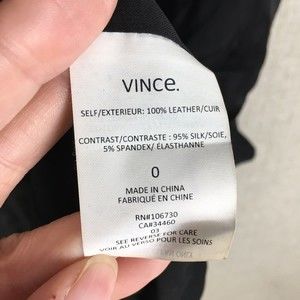 VINCE.
SELF/EXTERIEUR: 100% LEATHER/CUIR
CONTRAST/CONTRASTE : 95% SILK/SOIE,
5% SPANDEX/ ÉLASTHANNE
0
MADE IN CHINA
FABRIQUÉ EN CHINE
RN#106730
CA#34460
03
SEE REVERSE FOR CARE
VOIR AU VERSO POUR LES SOINS